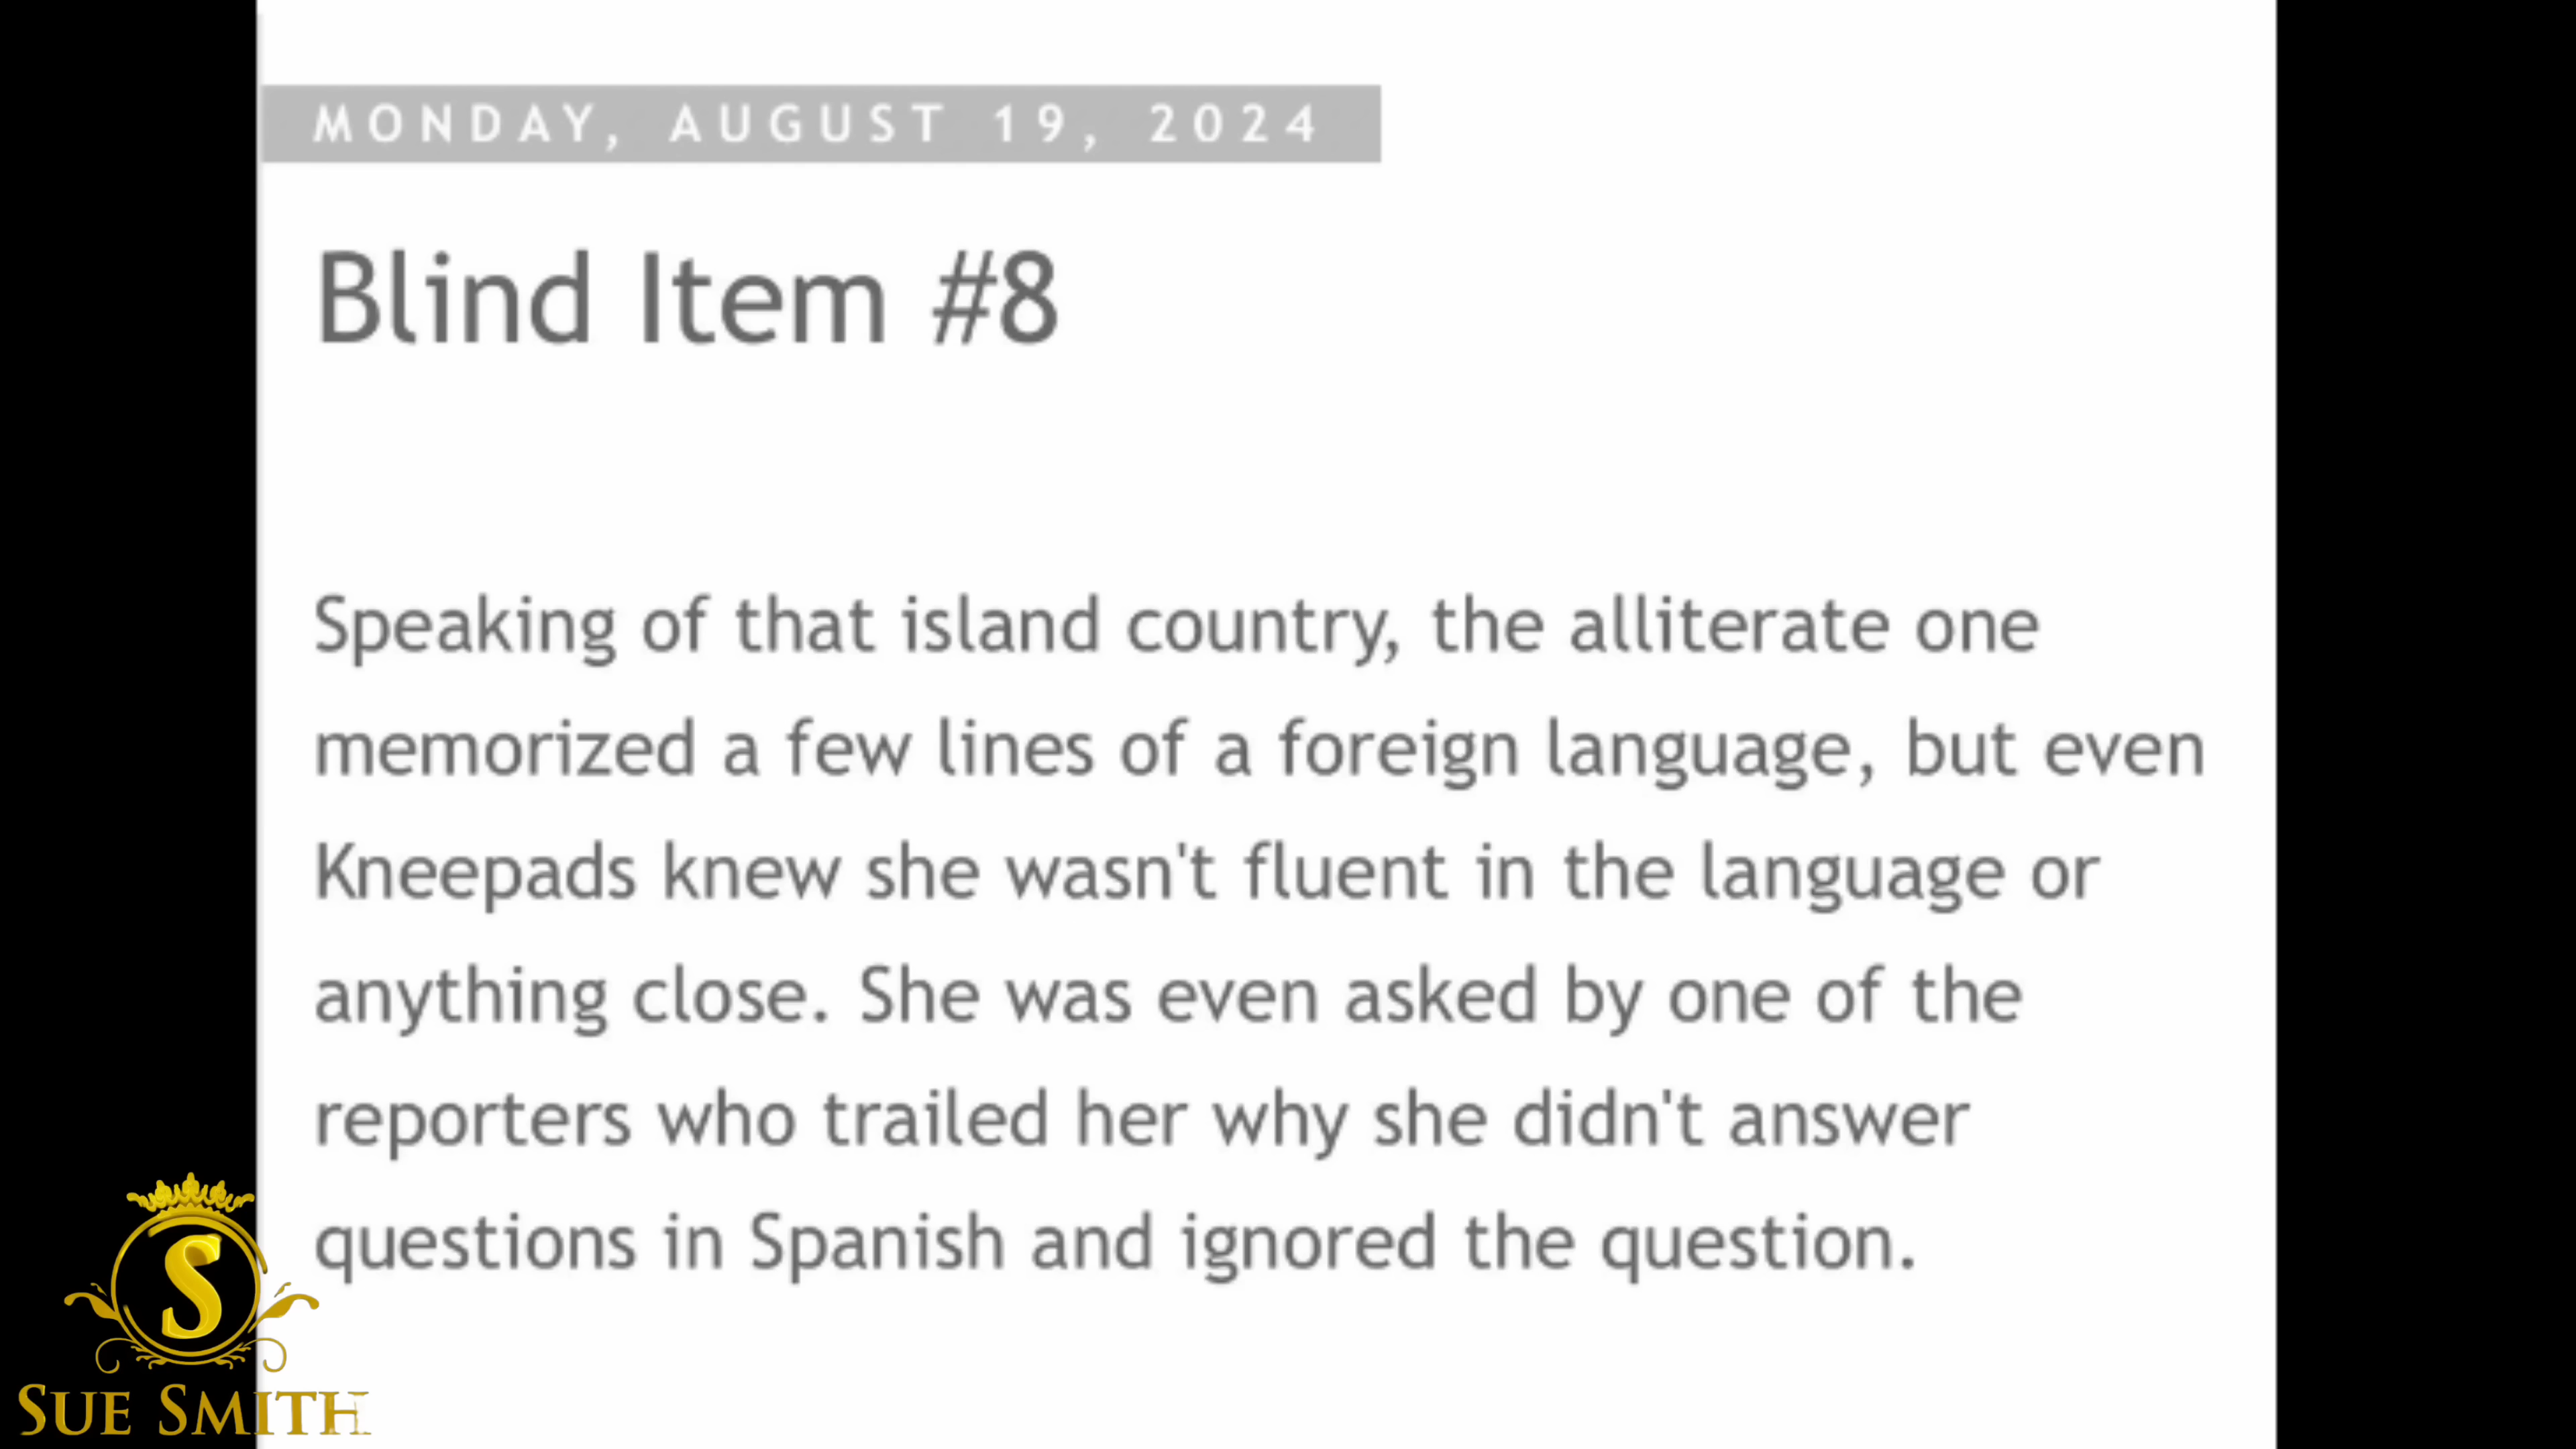 MONDAY, AUGUST 19, 2024
Blind Item #8
Speaking of that island country, the alliterate one
memorized a few lines of a foreign language, but even
Kneepads knew she wasn't fluent in the language or
anything close. She was even asked by one of the
reporters who trailed her why she didn't answer
questions in Spanish and ignored the question.
S
SUE SMITH